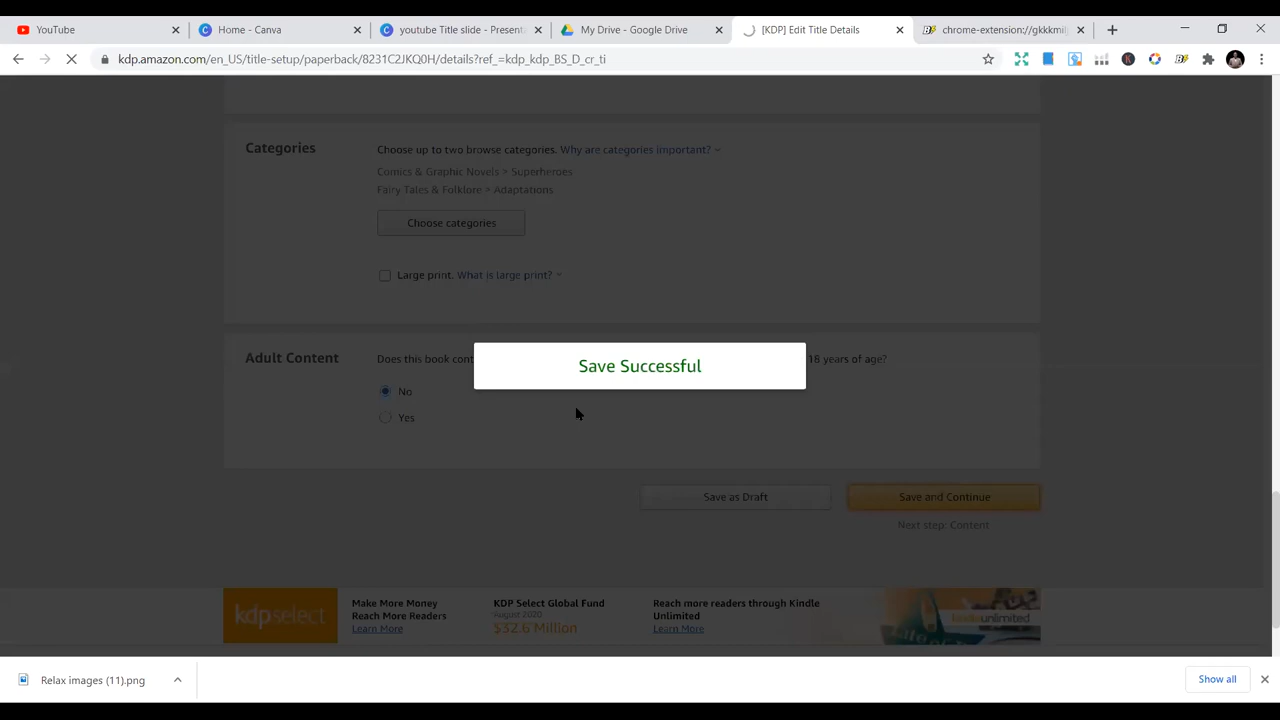 YouTube
Home - Canva
youtube Title slide - Present
My Drive - Google Drive
[KDP] Edit Title Details
chrome-extension://gkkkmilj
kdp.amazon.com/en_US/title-setup/paperback/8321C2JKQ0H/details?ref_=kdp_kdp_BS_D_cr_ti
Categories
Choose up to two browse categories. Why are categories important?
Comics & Graphic Novels > Superheroes
Fairy Tales & Folklore > Adaptations
Choose categories
Large print. What is large print?
Adult Content
Does this book cont
18 years of age?
Save Successful
No
Yes
Save as Draft
Save and Continue
Next step: Content
kdpselect
Make More Money
Reach More Readers
Learn More
KDP Select Global Fund
August 2020
$32.6 Million
Reach more readers through Kindle
Unlimited
Learn More
kindleunlimited
Relax images (11).png
Show all